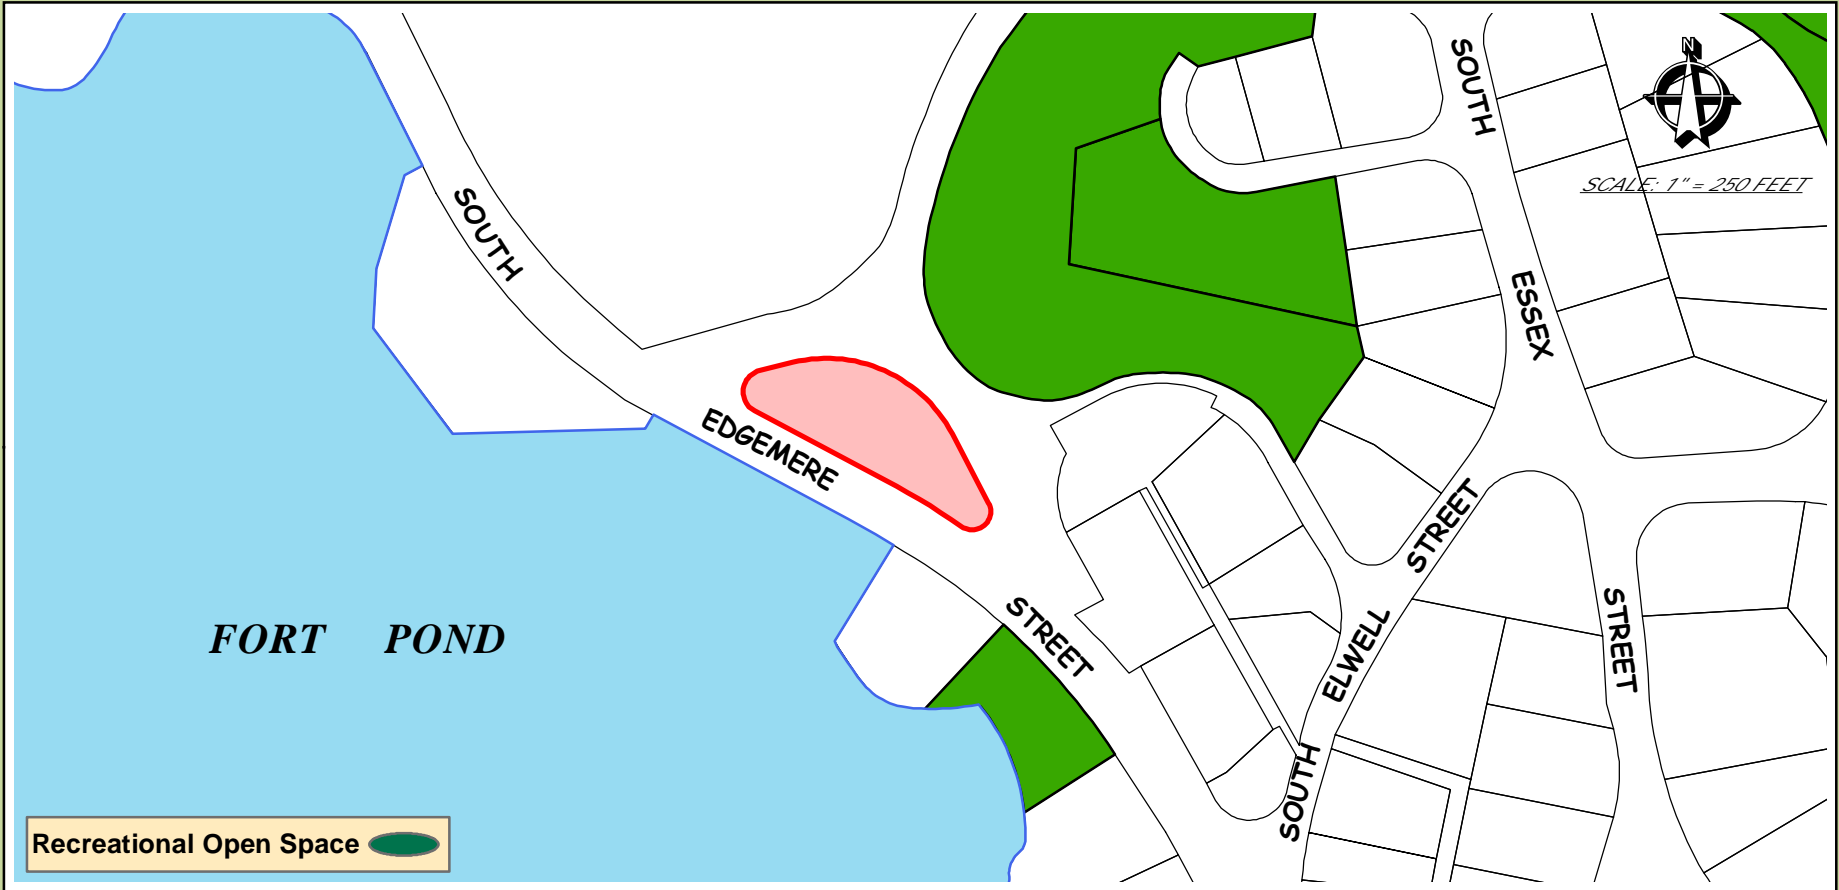 N
SCALE: 1" = 250 FEET
SOUTH
EDGEMERE
STREET
SOUTH
ESSEX
STREET
SOUTH
ELWELL
STREET
FORT POND
Recreational Open Space